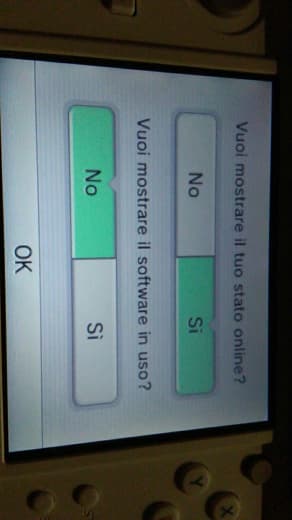 Vuoi mostrare il tuo stato online?
No Sì
Vuoi mostrare il software in uso?
No Sì
OK
X
Y